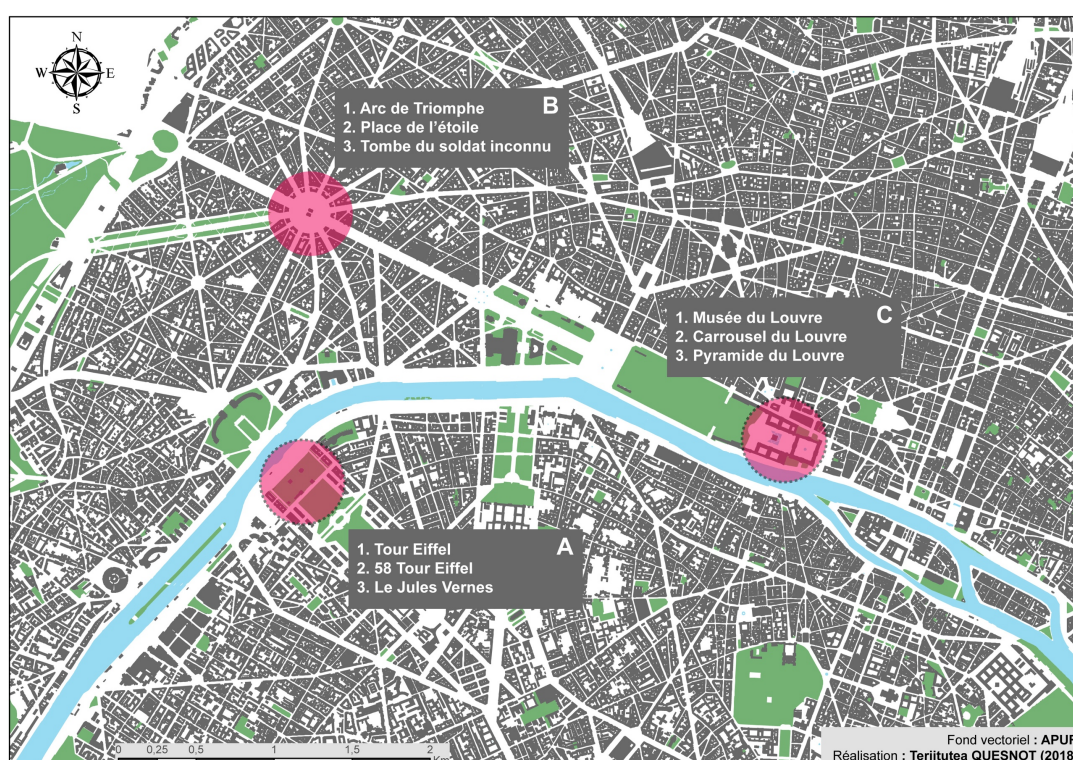 N
W E
S
1. Arc de Triomphe
2. Place de l'étoile
3. Tombe du soldat inconnu
B
1. Musée du Louvre
2. Carrousel du Louvre
3. Pyramide du Louvre
C
1. Tour Eiffel
2. 58 Tour Eiffel
3. Le Jules Vernes
A
0 0,25 0,5 1 1,5 2
Km
Fond vectoriel : APUR
Réalisation : Teriitutea QUESNOT (2018